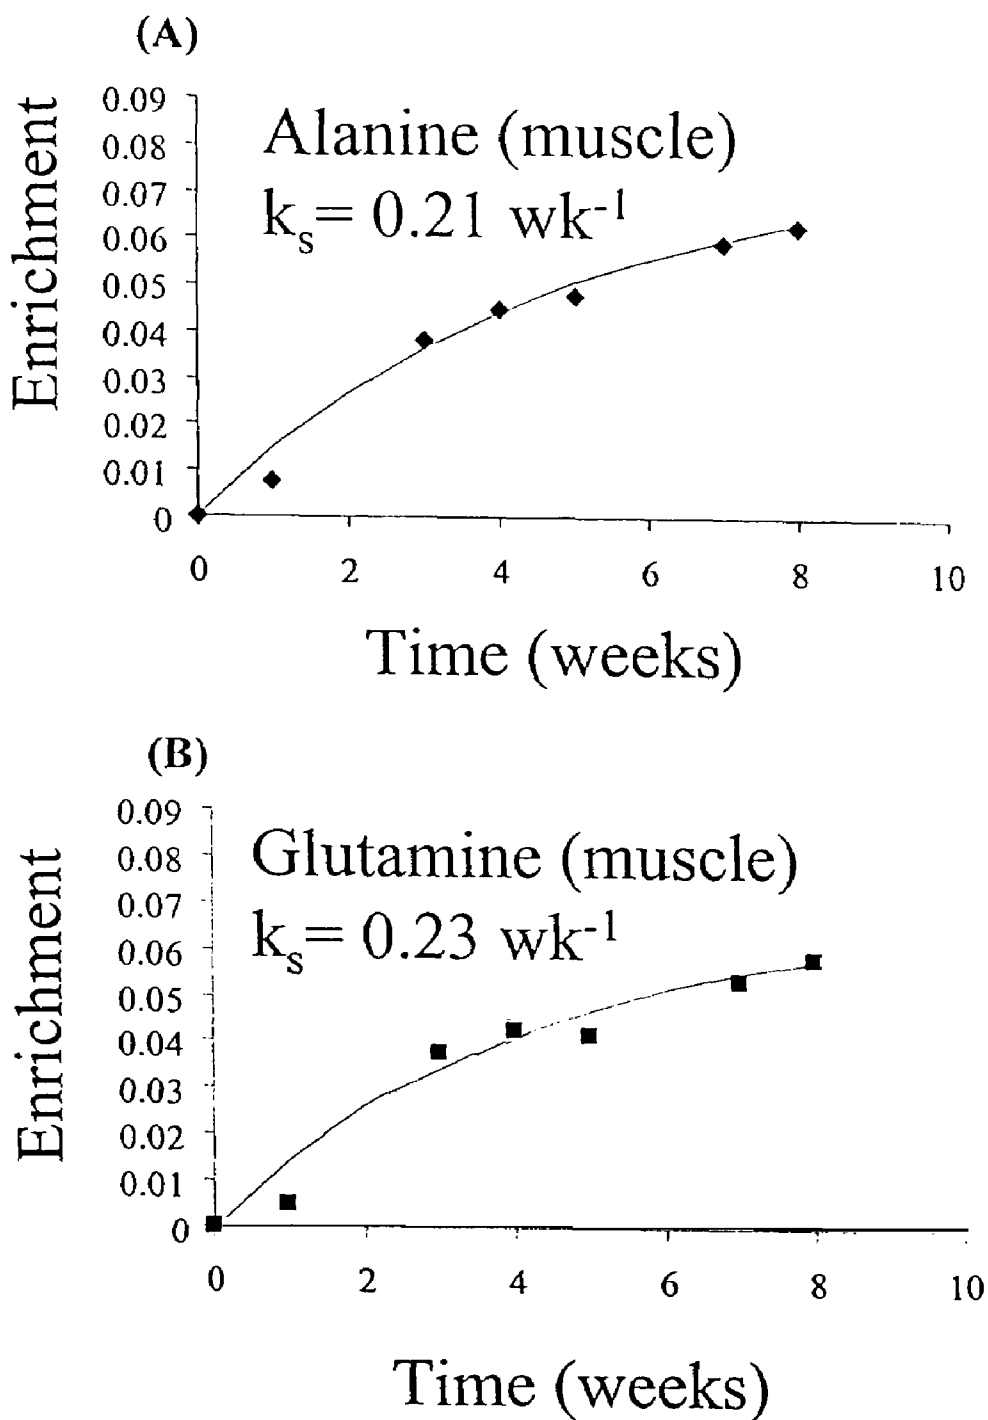 (A)
Enrichment
0.09
0.08
0.07
0.06
0.05
0.04
0.03
0.02
0.01
0
Alanine (muscle)
kₛ= 0.21 wk⁻¹
0 2 4 6 8 10
Time (weeks)
(B)
Enrichment
0.09
0.08
0.07
0.06
0.05
0.04
0.03
0.02
0.01
0
Glutamine (muscle)
kₛ= 0.23 wk⁻¹
0 2 4 6 8 10
Time (weeks)